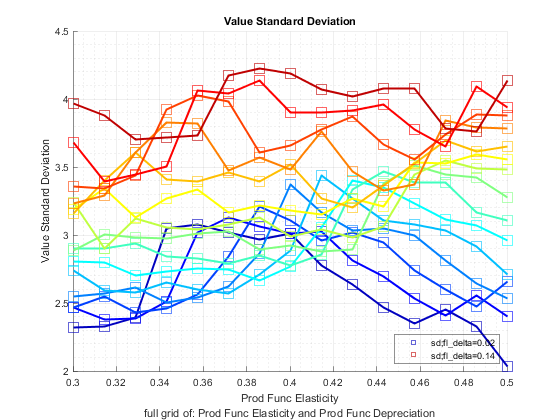 Value Standard Deviation
Value Standard Deviation
4.5
4
3.5
3
2.5
2
0.3 0.32 0.34 0.36 0.38 0.4 0.42 0.44 0.46 0.48 0.5
sd;fl_delta=0.02
sd;fl_delta=0.14
Prod Func Elasticity
full grid of: Prod Func Elasticity and Prod Func Depreciation